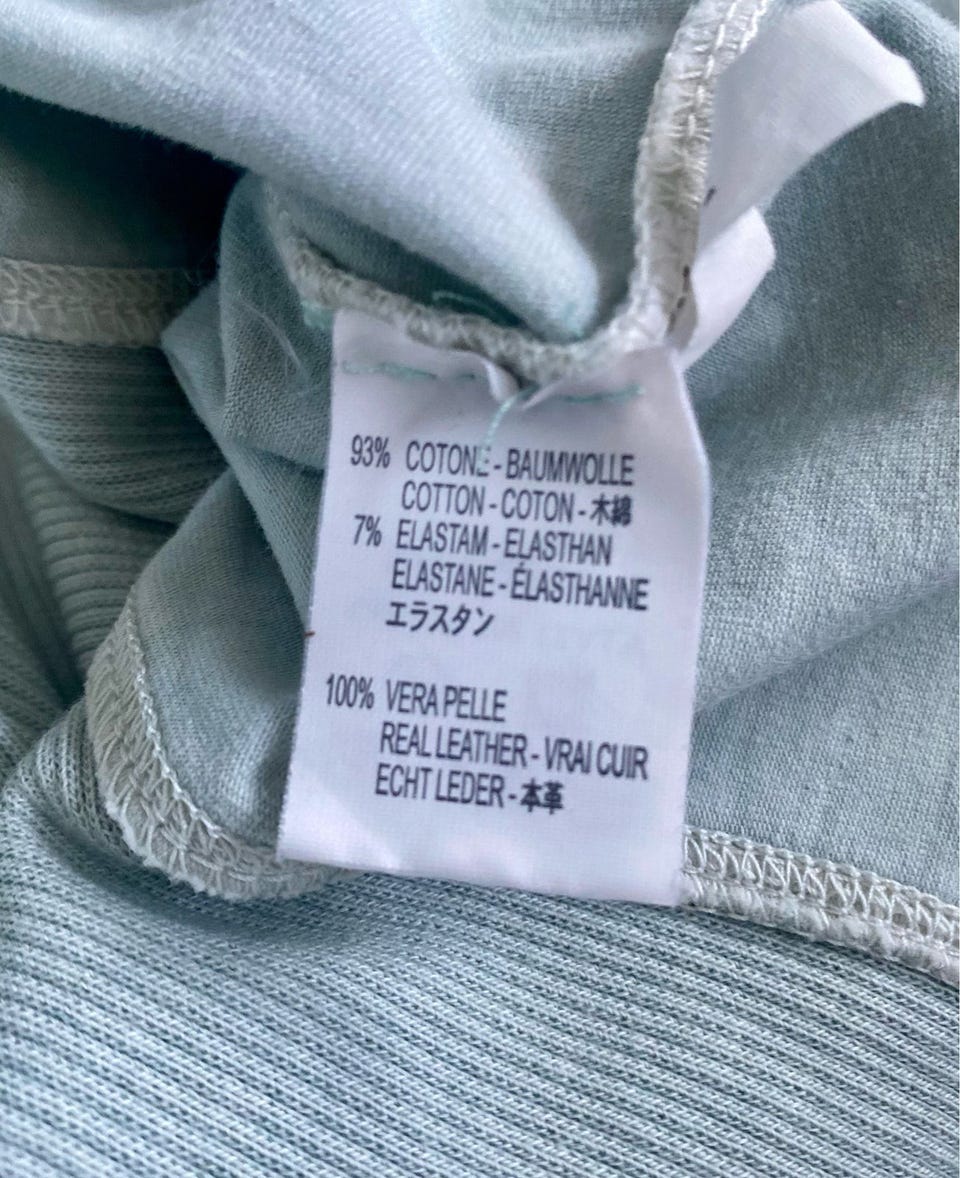 93% COTONE - BAUMWOLLE
COTTON - COTON - 木綿
7% ELASTAM - ELASTHAN
ELASTANE - ÉLASTHANNE
エラスタン
100% VERA PELLE
REAL LEATHER - VRAI CUIR
ECHT LEDER - 本革